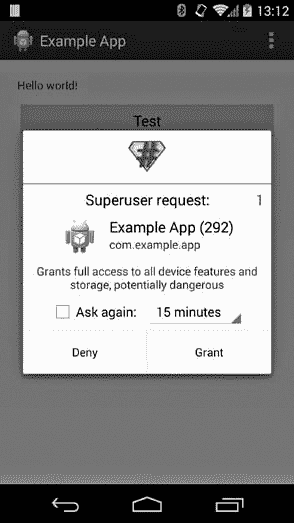 13:12
Example App
Hello world!
Test
Superuser request: 1
Example App (292)
com.example.app
Grants full access to all device features and
storage, potentially dangerous
Ask again: 15 minutes
Deny Grant